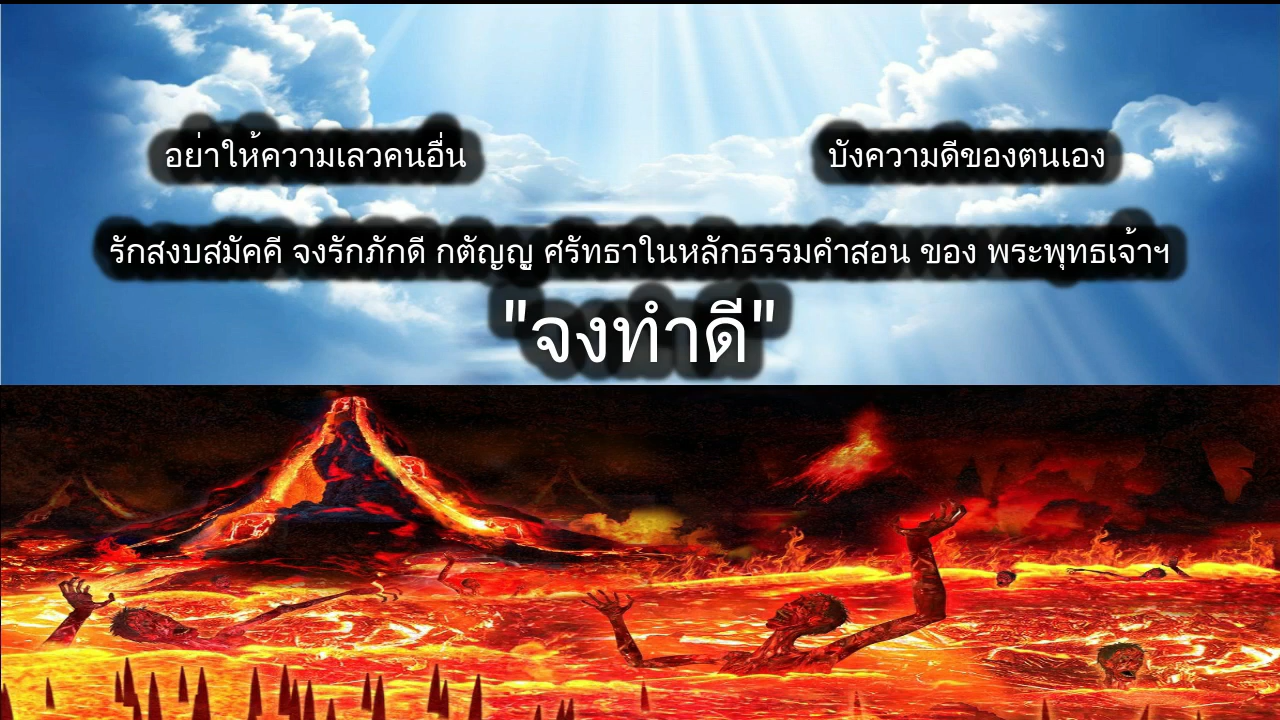 อย่าให้ความเลวคนอื่น บังความดีของตนเอง
รักสงบสมัคคี จงรักภักดี กตัญญู ศรัทธาในหลักธรรมคำสอน ของ พระพุทธเจ้าฯ
"จงทำดี"